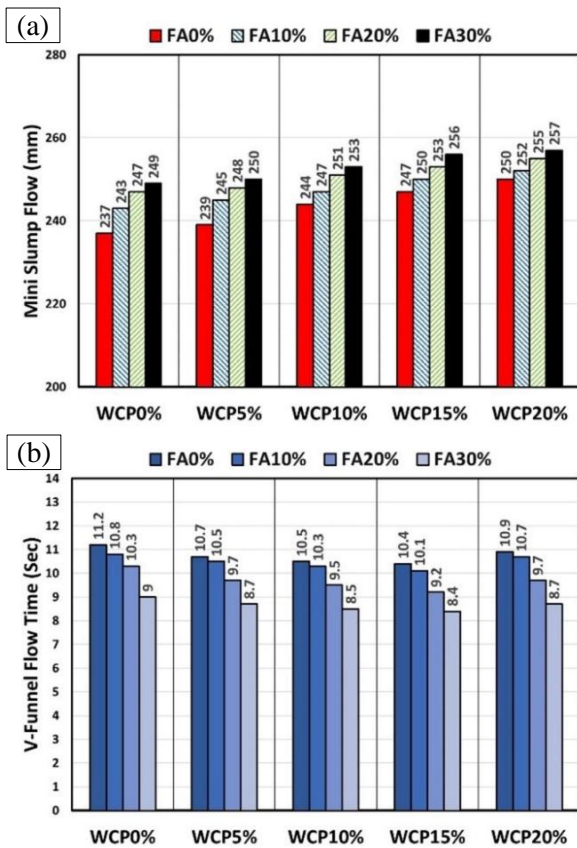 (a)
FA0% FA10% FA20% FA30%
Mini Slump Flow (mm)
280
260
240
220
200
237 243 247 249
239 245 248 250
244 247 251 253
247 250 253 256
250 252 255 257
WCP0% WCP5% WCP10% WCP15% WCP20%
(b)
FA0% FA10% FA20% FA30%
V-Funnel Flow Time (Sec)
14
13
12
11
10
9
8
7
6
5
4
3
2
1
0
11.2 10.8 10.3 9
10.7 10.5 9.7 8.7
10.5 10.3 9.5 8.5
10.4 10.1 9.2 8.4
10.9 10.7 9.7 8.7
WCP0% WCP5% WCP10% WCP15% WCP20%